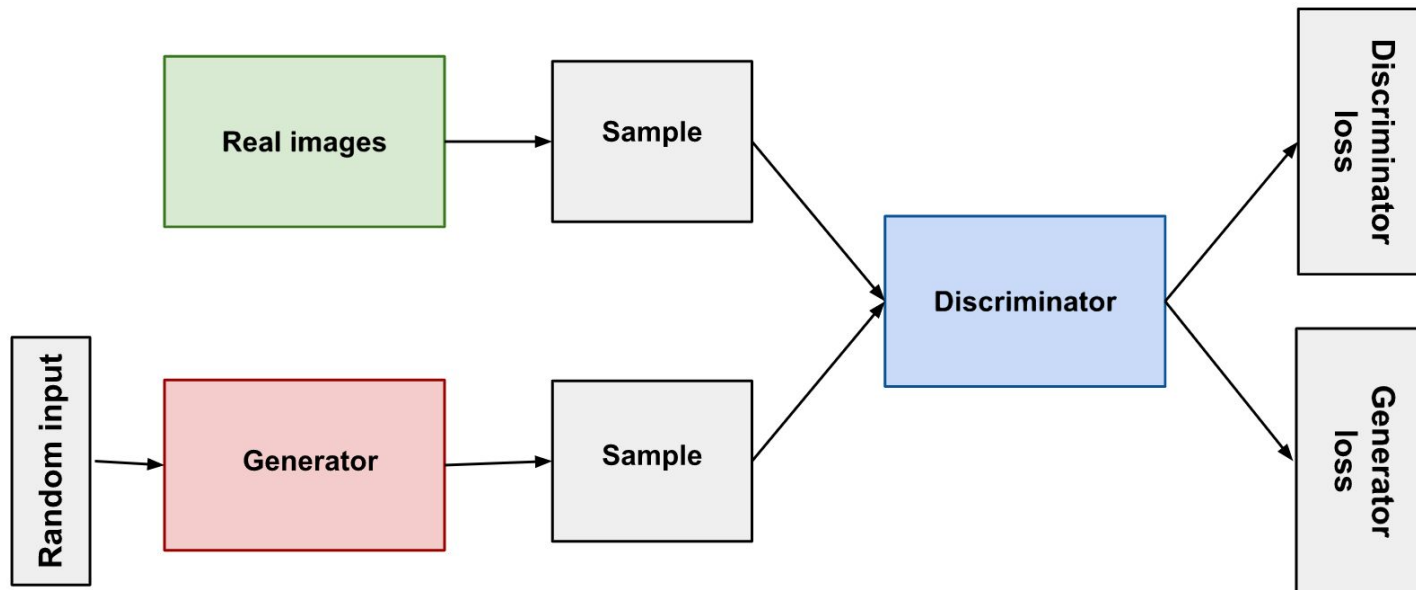 Real images
Sample
Discriminator
loss
Discriminator
Random input
Generator
Sample
Generator
loss